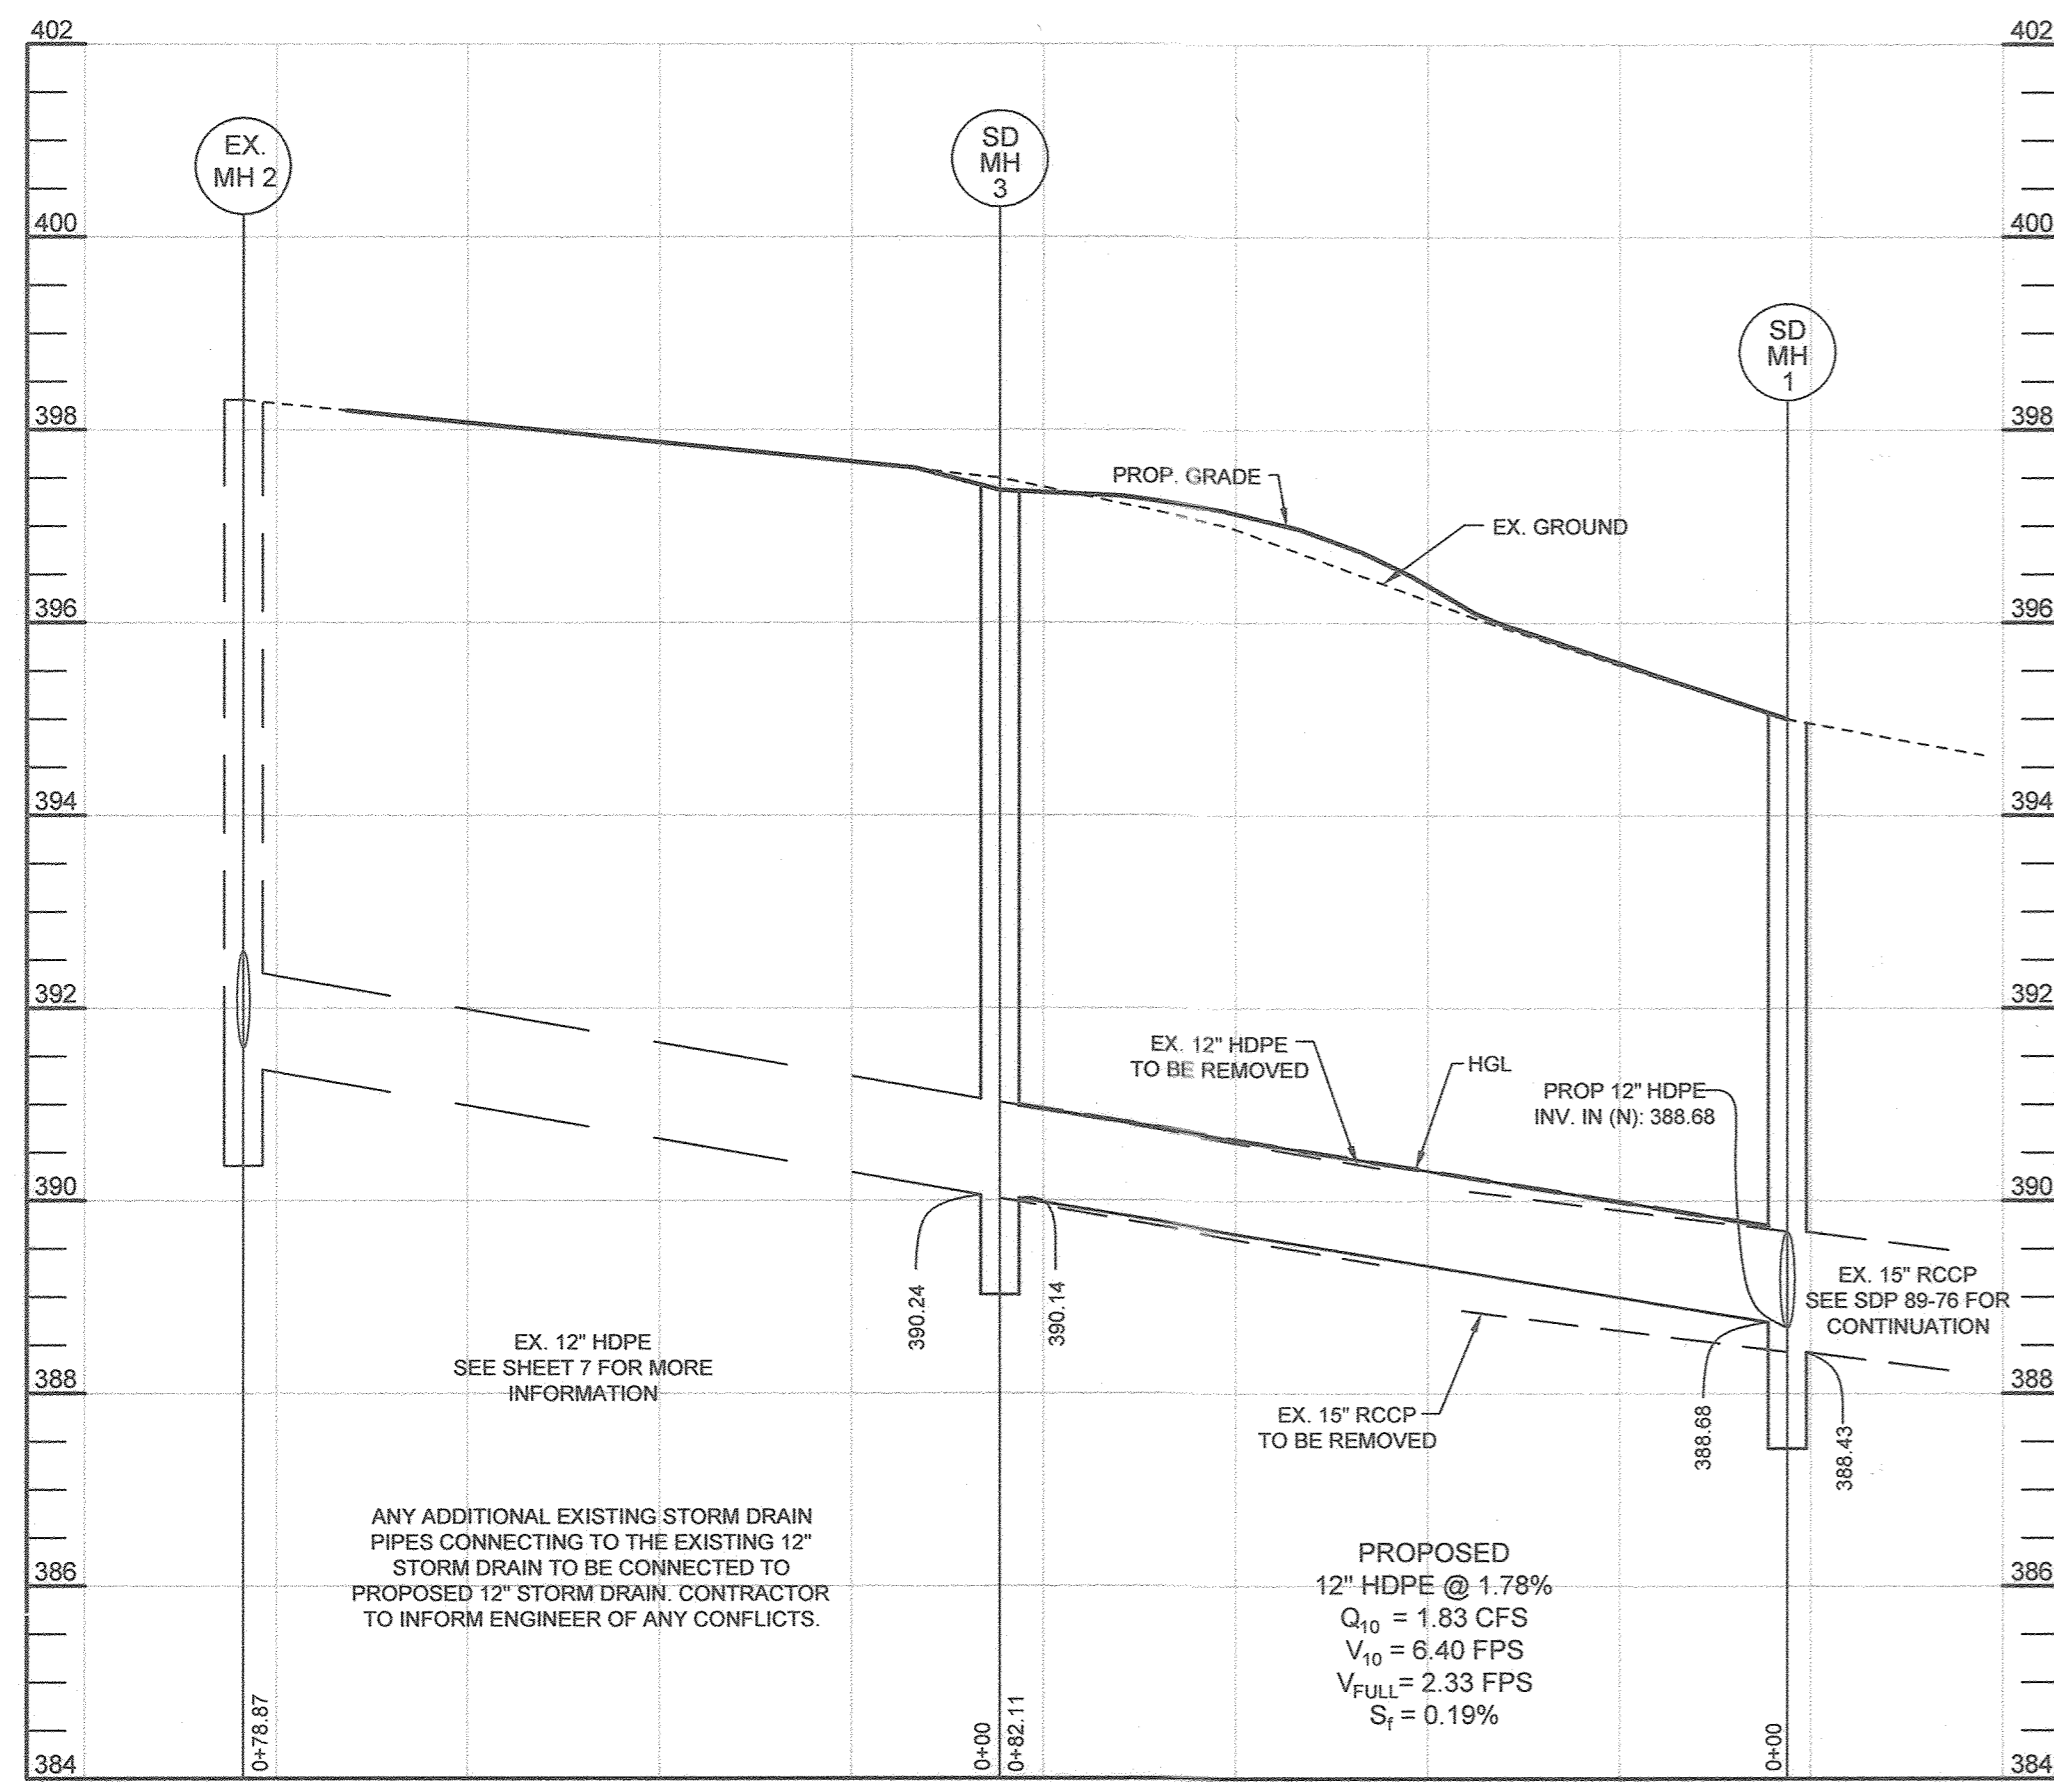 402
402
EX.
MH 2
SD
MH
3
400
400
SD
MH
1
398
398
PROP. GRADE
EX. GROUND
396
396
394
394
392
392
EX. 12" HDPE
TO BE REMOVED
HGL
PROP 12" HDPE
INV. IN (N): 388.68
390
390
390.24
390.14
EX. 15" RCCP
SEE SDP 89-76 FOR
CONTINUATION
EX. 12" HDPE
SEE SHEET 7 FOR MORE
INFORMATION
388
388
EX. 15" RCCP
TO BE REMOVED
388.68
388.43
ANY ADDITIONAL EXISTING STORM DRAIN
PIPES CONNECTING TO THE EXISTING 12"
STORM DRAIN TO BE CONNECTED TO
PROPOSED 12" STORM DRAIN. CONTRACTOR
TO INFORM ENGINEER OF ANY CONFLICTS.
PROPOSED
12" HDPE @ 1.78%
Q10 = 1.83 CFS
V10 = 6.40 FPS
VFULL= 2.33 FPS
Sf = 0.19%
386
386
0+78.87
0+00
0+82.11
0+00
384
384